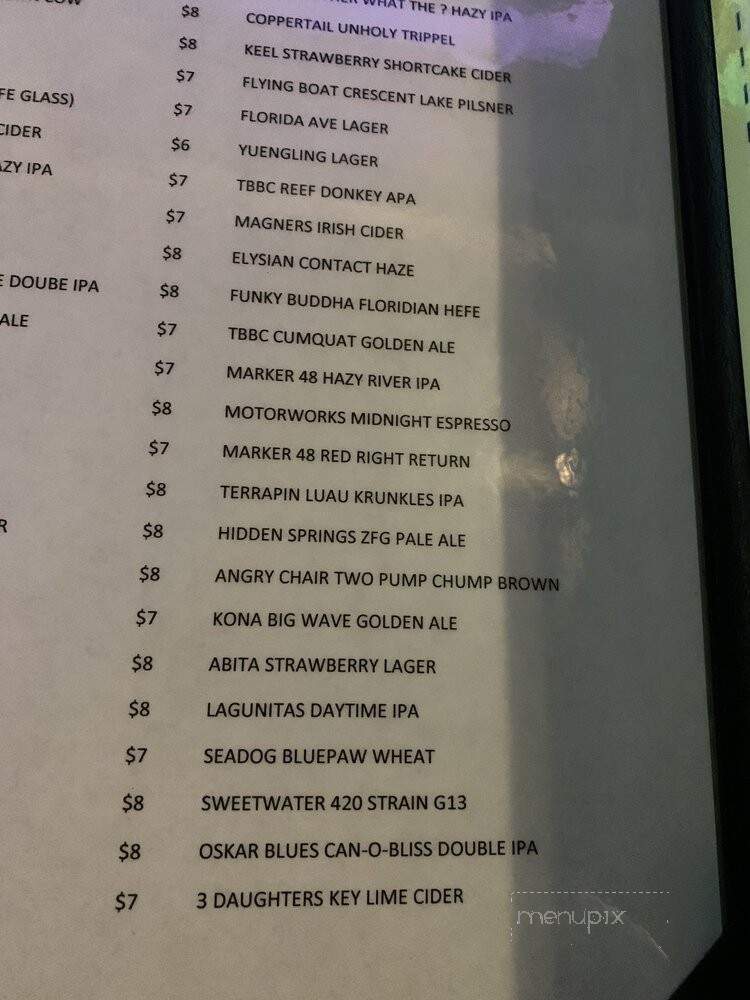 WHAT THE ? HAZY IPA
$8 COPPERTAIL UNHOLY TRIPPEL
$8 KEEL STRAWBERRY SHORTCAKE CIDER
$7 FLYING BOAT CRESCENT LAKE PILSNER
FE GLASS) $7 FLORIDA AVE LAGER
CIDER $6 YUENGLING LAGER
AZY IPA $7 TBBC REEF DONKEY APA
$7 MAGNERS IRISH CIDER
$8 ELYSIAN CONTACT HAZE
E DOUBE IPA $8 FUNKY BUDDHA FLORIDIAN HEFE
ALE $7 TBBC CUMQUAT GOLDEN ALE
$7 MARKER 48 HAZY RIVER IPA
$8 MOTORWORKS MIDNIGHT ESPRESSO
$7 MARKER 48 RED RIGHT RETURN
$8 TERRAPIN LUAU KRUNKLES IPA
R $8 HIDDEN SPRINGS ZFG PALE ALE
$8 ANGRY CHAIR TWO PUMP CHUMP BROWN
$7 KONA BIG WAVE GOLDEN ALE
$8 ABITA STRAWBERRY LAGER
$8 LAGUNITAS DAYTIME IPA
$7 SEADOG BLUEPAW WHEAT
$8 SWEETWATER 420 STRAIN G13
$8 OSKAR BLUES CAN-O-BLISS DOUBLE IPA
$7 3 DAUGHTERS KEY LIME CIDER
menupix